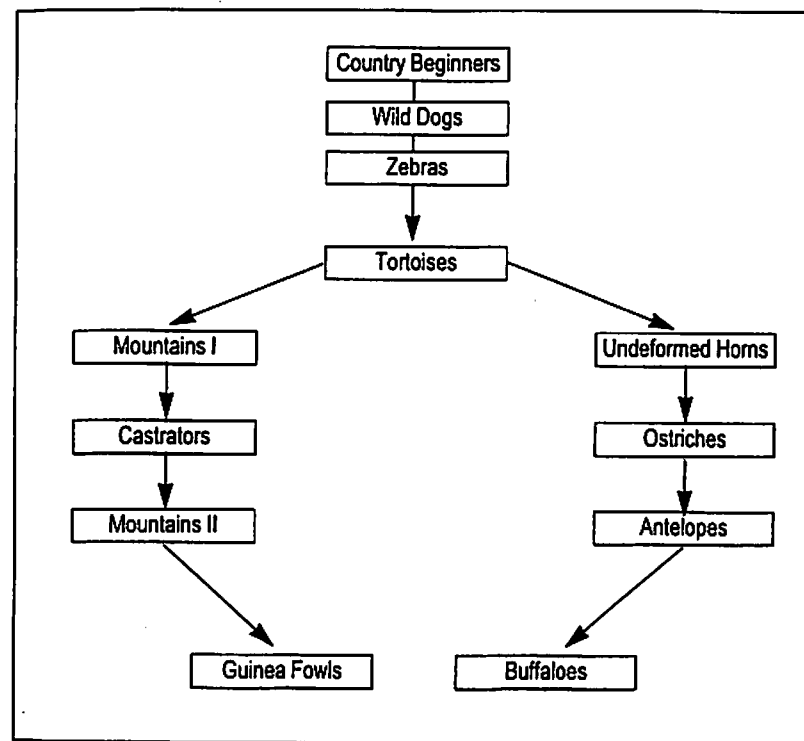 Country Beginners
Wild Dogs
Zebras
Tortoises
Mountains I
Undeformed Horns
Castrators
Ostriches
Mountains II
Antelopes
Guinea Fowls
Buffaloes